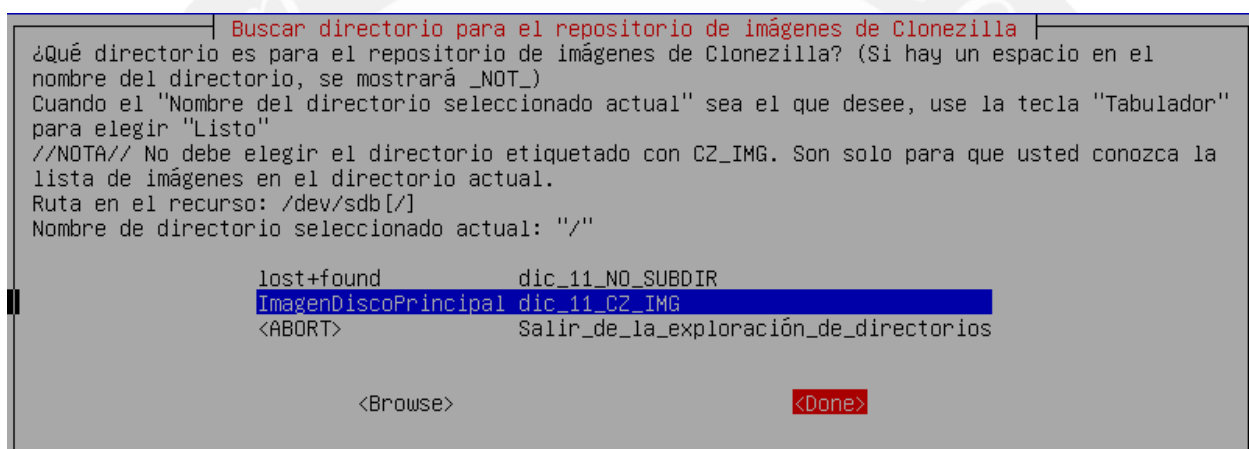 Buscar directorio para el repositorio de imágenes de Clonezilla
¿Qué directorio es para el repositorio de imágenes de Clonezilla? (Si hay un espacio en el
nombre del directorio, se mostrará _NOT_)
Cuando el "Nombre del directorio seleccionado actual" sea el que desee, use la tecla "Tabulador"
para elegir "Listo"
//NOTA// No debe elegir el directorio etiquetado con CZ_IMG. Son solo para que usted conozca la
lista de imágenes en el directorio actual.
Ruta en el recurso: /dev/sdb[/]
Nombre de directorio seleccionado actual: "/"
lost+found dic_11_NO_SUBDIR
ImagenDiscoPrincipal dic_11_CZ_IMG
<ABORT> Salir_de_la_exploración_de_directorios
<Browse> <Done>